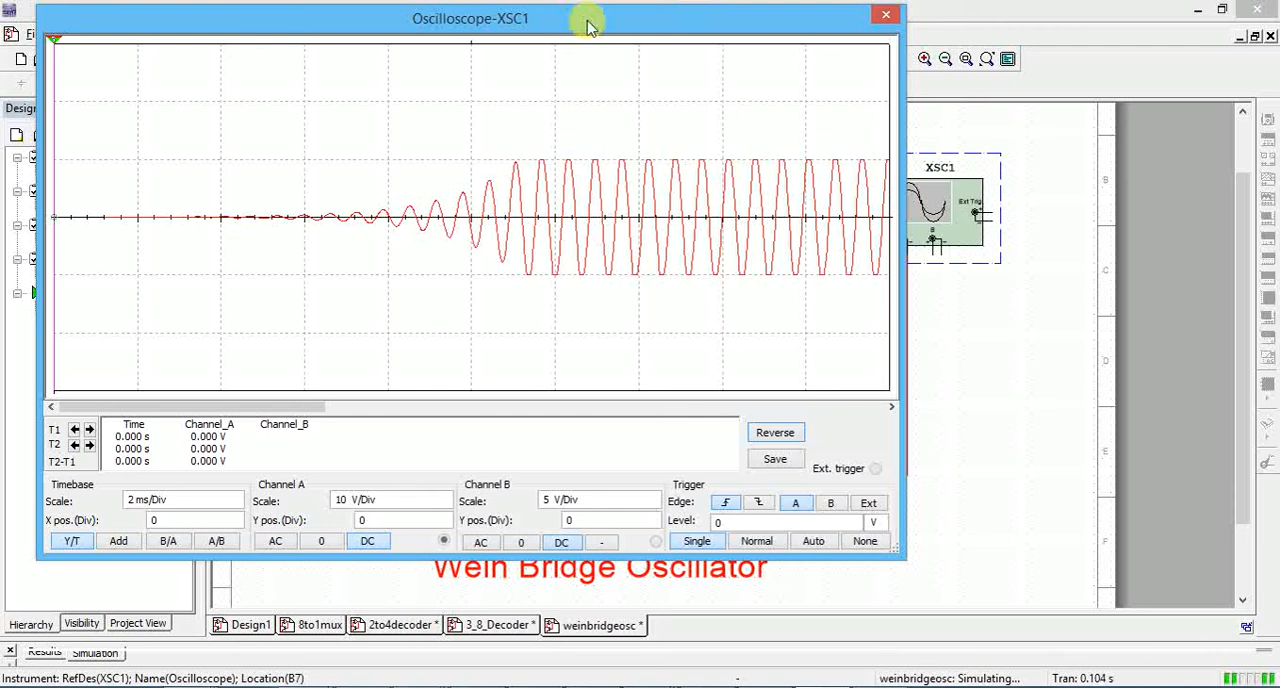 Oscilloscope-XSC1
Fi
Design
XSC1
Ext Trig
B
B
C
D
E
F
T1
T2
T2-T1
Time Channel_A Channel_B
0.000 s 0.000 V
0.000 s 0.000 V
0.000 s 0.000 V
Reverse
Save
Ext. trigger
Timebase
Scale: 2 ms/Div
X pos.(Div): 0
Y/T Add B/A A/B
Channel A
Scale: 10 V/Div
Y pos.(Div): 0
AC 0 DC
Channel B
Scale: 5 V/Div
Y pos.(Div): 0
AC 0 DC -
Trigger
Edge: A B Ext
Level: 0 V
Single Normal Auto None
Wein Bridge Oscillator
Hierarchy Visibility Project View
Design1 8to1mux 2to4decoder * 3_8_Decoder * weinbridgeosc *
Results Simulation
Instrument: RefDes(XSC1); Name(Oscilloscope); Location(B7) - weinbridgeosc: Simulating... Tran: 0.104 s